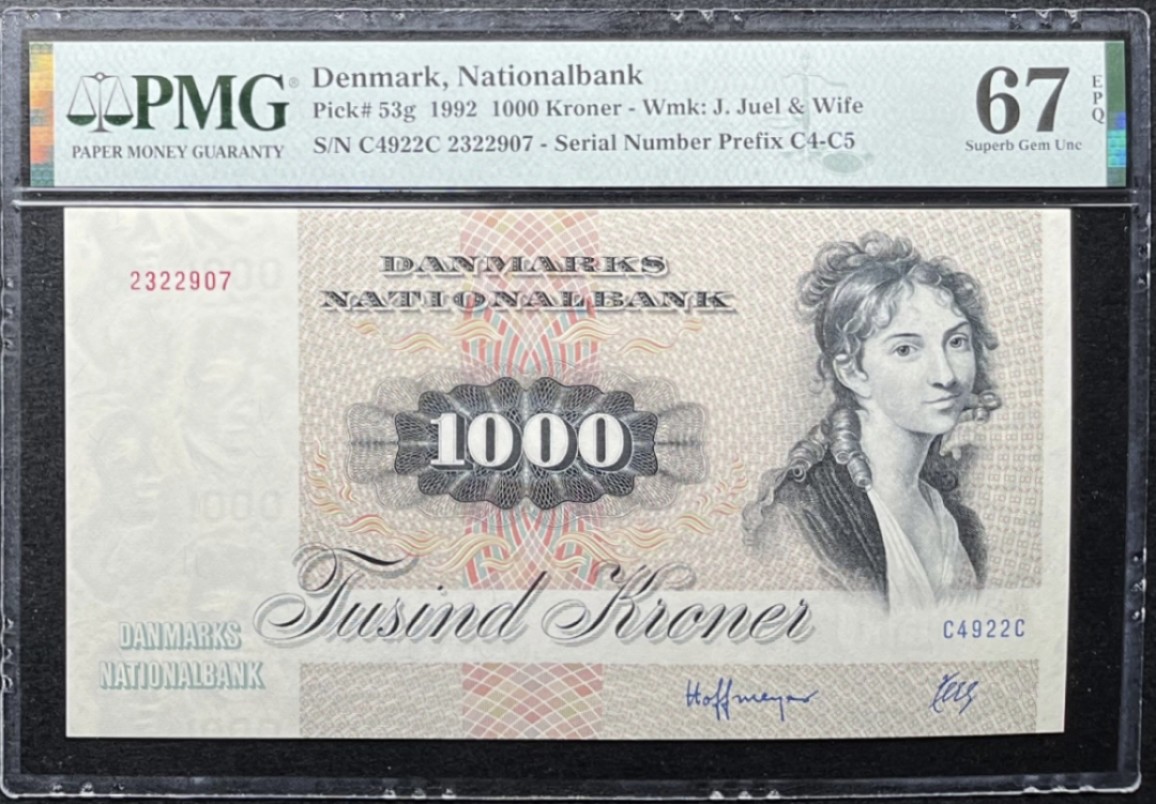 PMG®
PAPER MONEY GUARANTY
Denmark, Nationalbank
Pick# 53g 1992 1000 Kroner - Wmk: J. Juel & Wife
S/N C4922C 2322907 - Serial Number Prefix C4-C5
67
EPQ
Superb Gem Unc
2322907
DANMARKS
NATIONALBANK
1000
Tusind Kroner
DANMARKS
NATIONALBANK
C4922C
Hoffmeyer